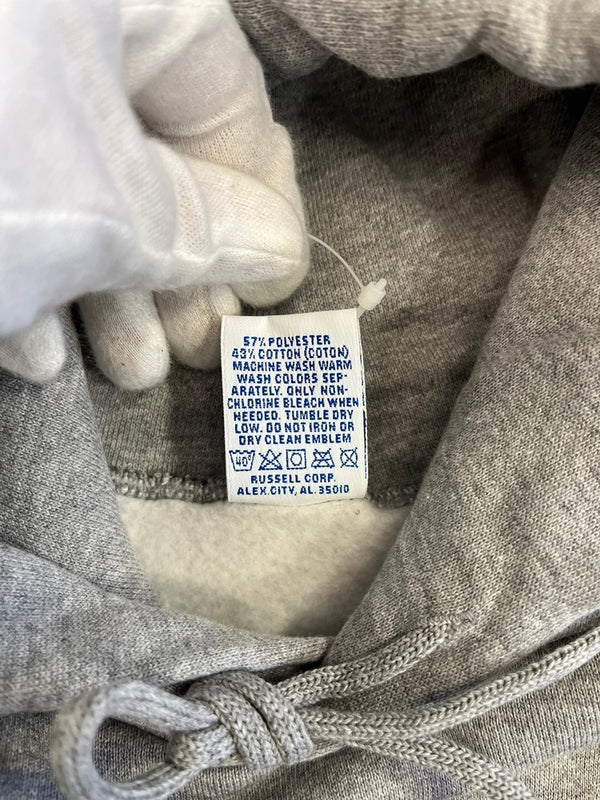 57% POLYESTER
43% COTTON (COTON)
MACHINE WASH WARM
WASH COLORS SEP-
ARATELY. ONLY NON-
CHLORINE BLEACH WHEN
NEEDED. TUMBLE DRY
LOW. DO NOT IRON OR
DRY CLEAN EMBLEM
40°
RUSSELL CORP.
ALEX.CITY, AL. 35010